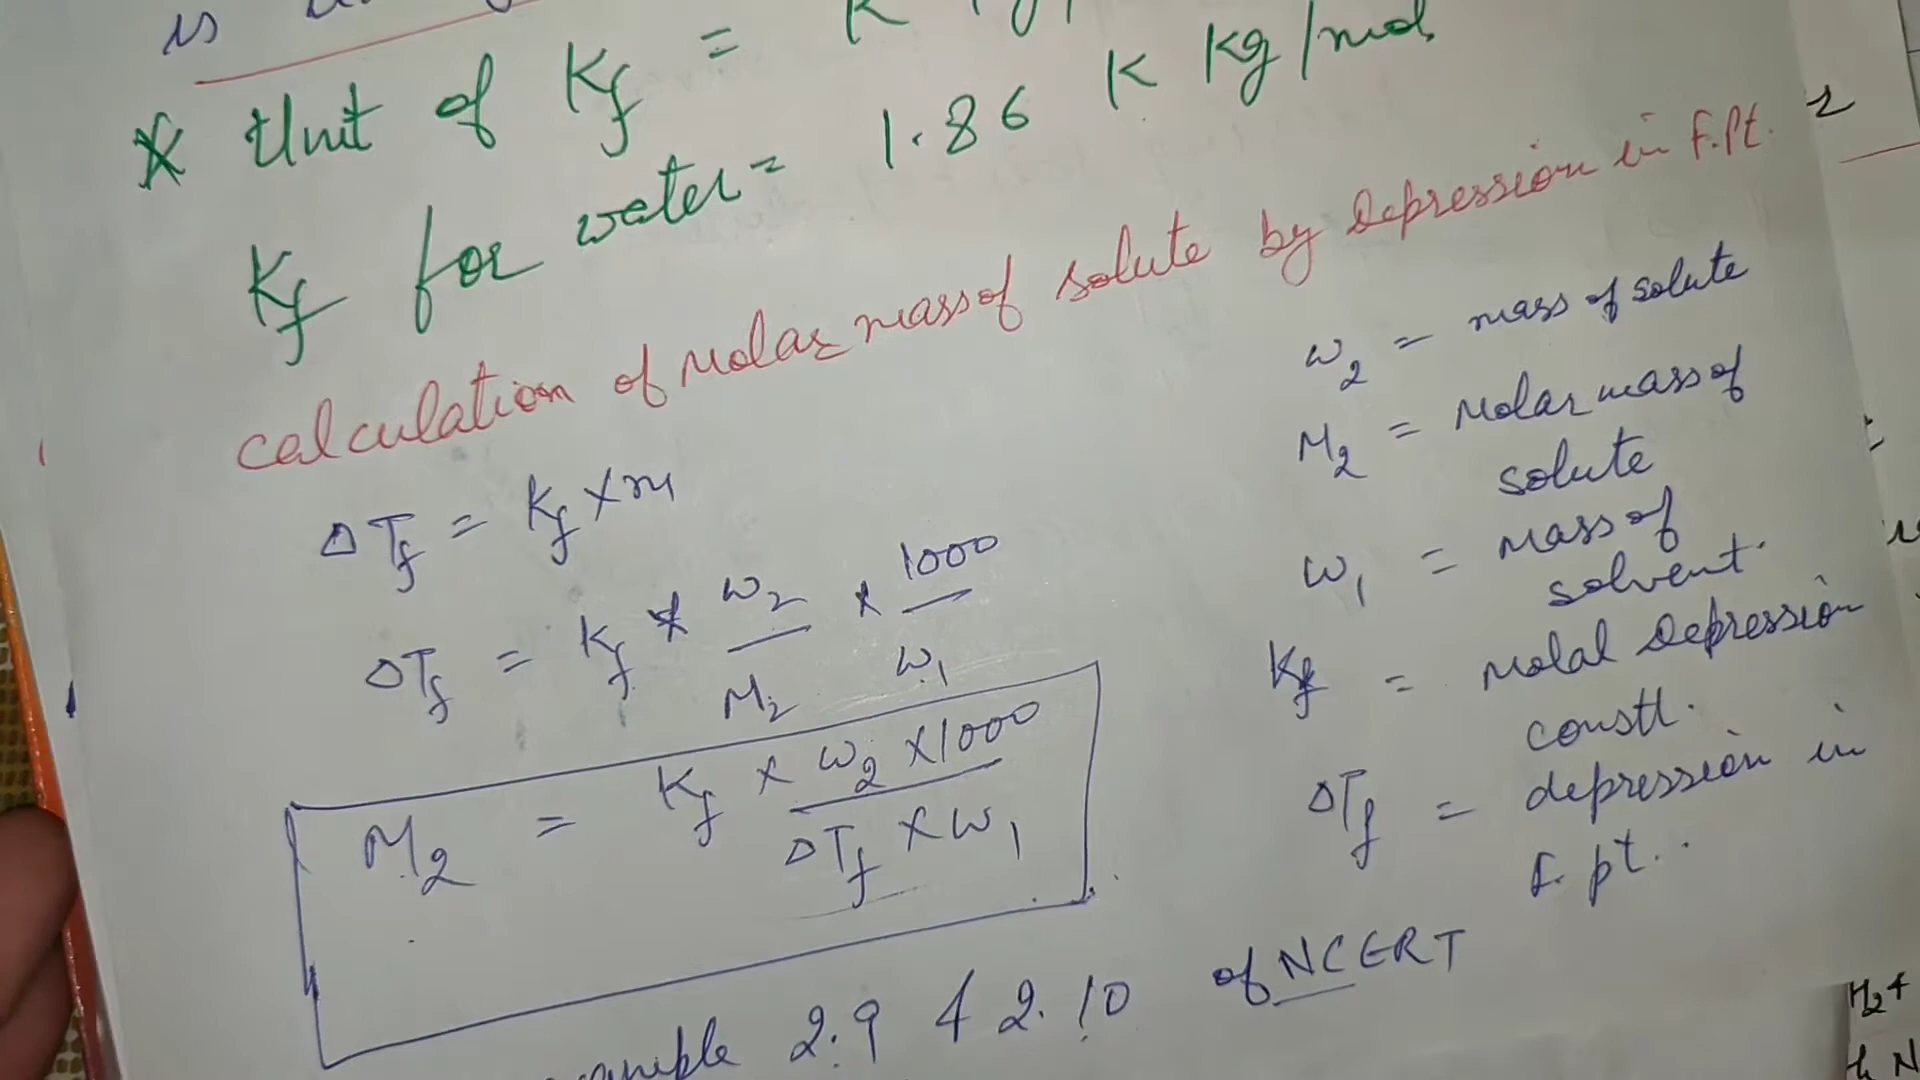 is
* Unit of Kf = K
Kf for water = 1.86 K Kg/mol
calculation of Molar mass of solute by Depression in F.Pt.
ΔTf = Kf × m
ΔTf = Kf × w2/M2 × 1000/w1
M2 = Kf × w2 × 1000 / ΔTf × w1
w2 = mass of solute
M2 = Molar mass of
solute
w1 = mass of
solvent.
Kf = Molal Depression
constt.
ΔTf = depression in
F. pt..
2.9 & 2.10 of NCERT
H2+
N